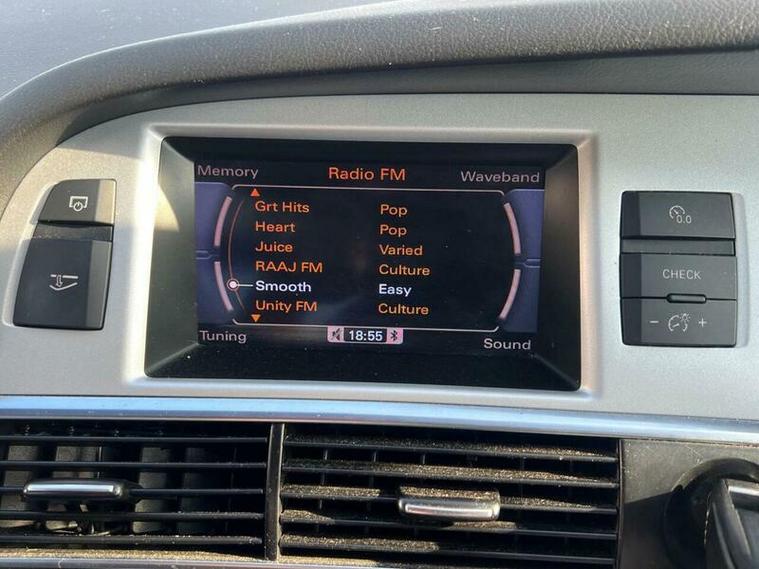 Memory Radio FM Waveband
Grt Hits Pop
Heart Pop
Juice Varied
RAAJ FM Culture
Smooth Easy
Unity FM Culture
Tuning 18:55 Sound
0.0
CHECK
- +